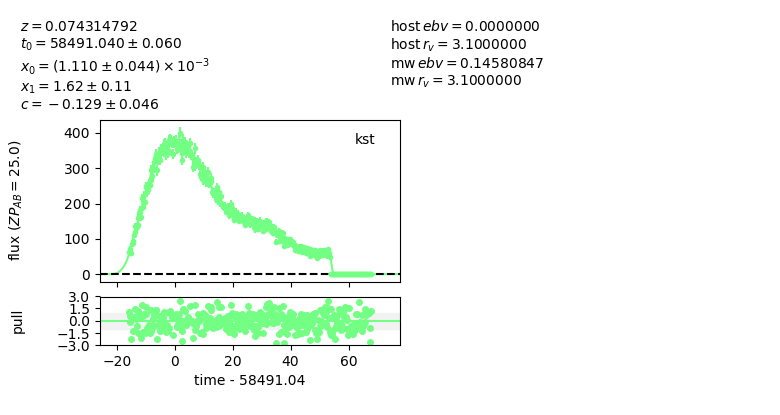 z = 0.074314792
t₀ = 58491.040 ± 0.060
x₀ = (1.110 ± 0.044) × 10⁻³
x₁ = 1.62 ± 0.11
c = −0.129 ± 0.046
host ebv = 0.0000000
host r_v = 3.1000000
mw ebv = 0.14580847
mw r_v = 3.1000000
flux (ZP_AB = 25.0)
400
300
200
100
0
kst
pull
3.0
1.5
0.0
−1.5
−3.0
−20
0
20
40
60
time - 58491.04